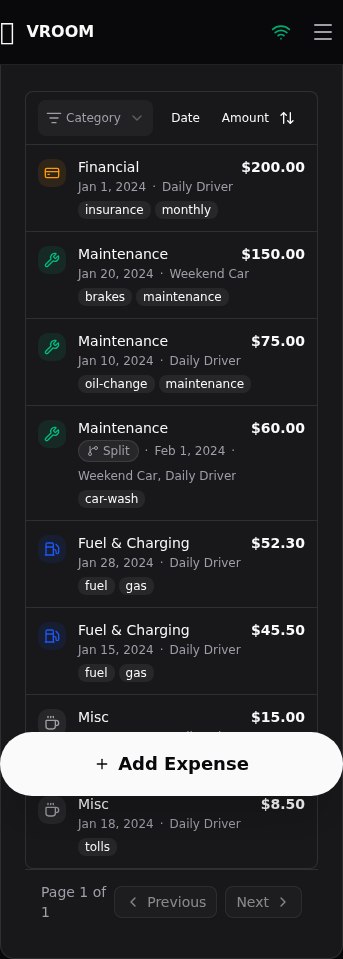 VROOM
Category Date Amount
Financial $200.00
Jan 1, 2024 · Daily Driver
insurance monthly
Maintenance $150.00
Jan 20, 2024 · Weekend Car
brakes maintenance
Maintenance $75.00
Jan 10, 2024 · Daily Driver
oil-change maintenance
Maintenance $60.00
Split · Feb 1, 2024 ·
Weekend Car, Daily Driver
car-wash
Fuel & Charging $52.30
Jan 28, 2024 · Daily Driver
fuel gas
Fuel & Charging $45.50
Jan 15, 2024 · Daily Driver
fuel gas
Misc $15.00
+ Add Expense
Misc $8.50
Jan 18, 2024 · Daily Driver
tolls
Page 1 of
1
Previous Next